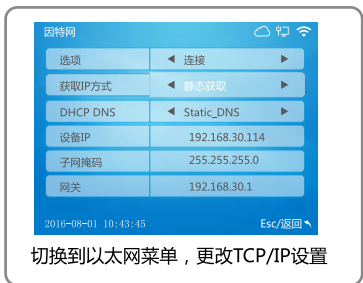 因特网
选项 ◀ 连接 ▶
获取IP方式 ◀ 静态获取 ▶
DHCP DNS ◀ Static_DNS ▶
设备IP 192.168.30.114
子网掩码 255.255.255.0
网关 192.168.30.1
2016-08-01 10:43:45 Esc/返回
切换到以太网菜单，更改TCP/IP设置